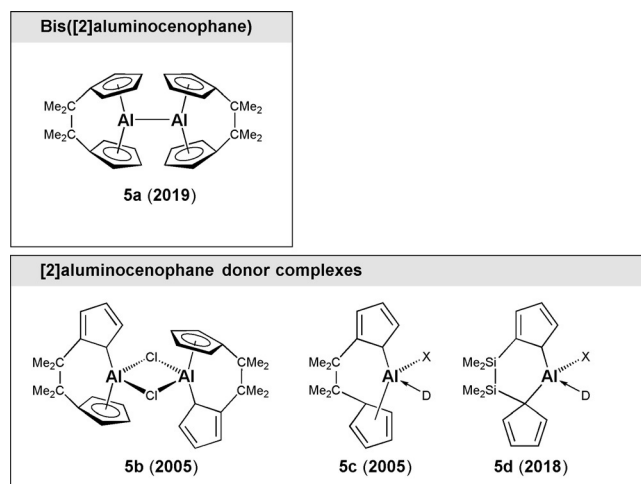 Bis([2]aluminocenophane)
Me₂C
Me₂C
Al
Al
CMe₂
CMe₂
5a (2019)
[2]aluminocenophane donor complexes
Me₂C
Me₂C
Al
Cl
Cl
Al
CMe₂
CMe₂
5b (2005)
Me₂C
Me₂C
Al
X
D
5c (2005)
Me₂Si
Me₂Si
Al
X
D
5d (2018)